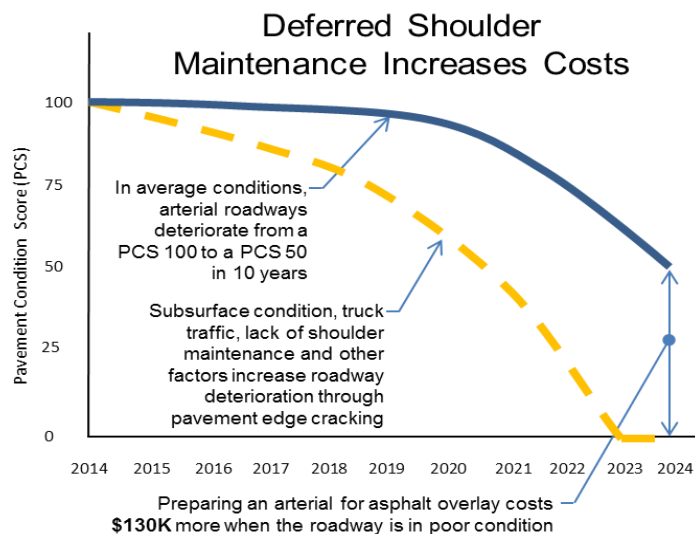 Deferred Shoulder
Maintenance Increases Costs
Pavement Condition Score (PCS)
100
75
50
25
0
In average conditions,
arterial roadways
deteriorate from a
PCS 100 to a PCS 50
in 10 years
Subsurface condition, truck
traffic, lack of shoulder
maintenance and other
factors increase roadway
deterioration through
pavement edge cracking
2014 2015 2016 2017 2018 2019 2020 2021 2022 2023 2024
Preparing an arterial for asphalt overlay costs
$130K more when the roadway is in poor condition